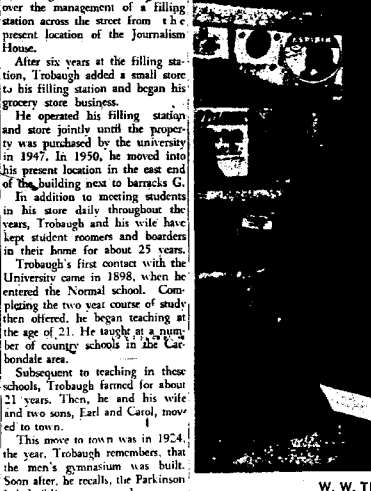 over the management of a filling
station across the street from the
present location of the Journalism
House.
After six years at the filling sta-
tion, Trobaugh added a small store
to his filling station and began his
grocery store business.
He operated his filling station
and store jointly until the proper-
ty was purchased by the university
in 1947. In 1950, he moved into
his present location in the east end
of the building next to barracks G.
In addition to meeting students
in his store daily throughout the
years, Trobaugh and his wife have
kept student roomers and boarders
in their home for about 25 years.
Trobaugh's first contact with the
University came in 1898, when he
entered the Normal school. Com-
pleting the two year course of study
then offered, he began teaching at
the age of 21. He taught at a num-
ber of country schools in the Car-
bondale area.
Subsequent to teaching in these
schools, Trobaugh farmed for about
21 years. Then, he and his wife
and two sons, Earl and Carol, mov-
ed to town.
This move to town was in 1924,
the year, Trobaugh remembers, that
the men's gymnasium was built.
Soon after, he recalls, the Parkinson
W. W.